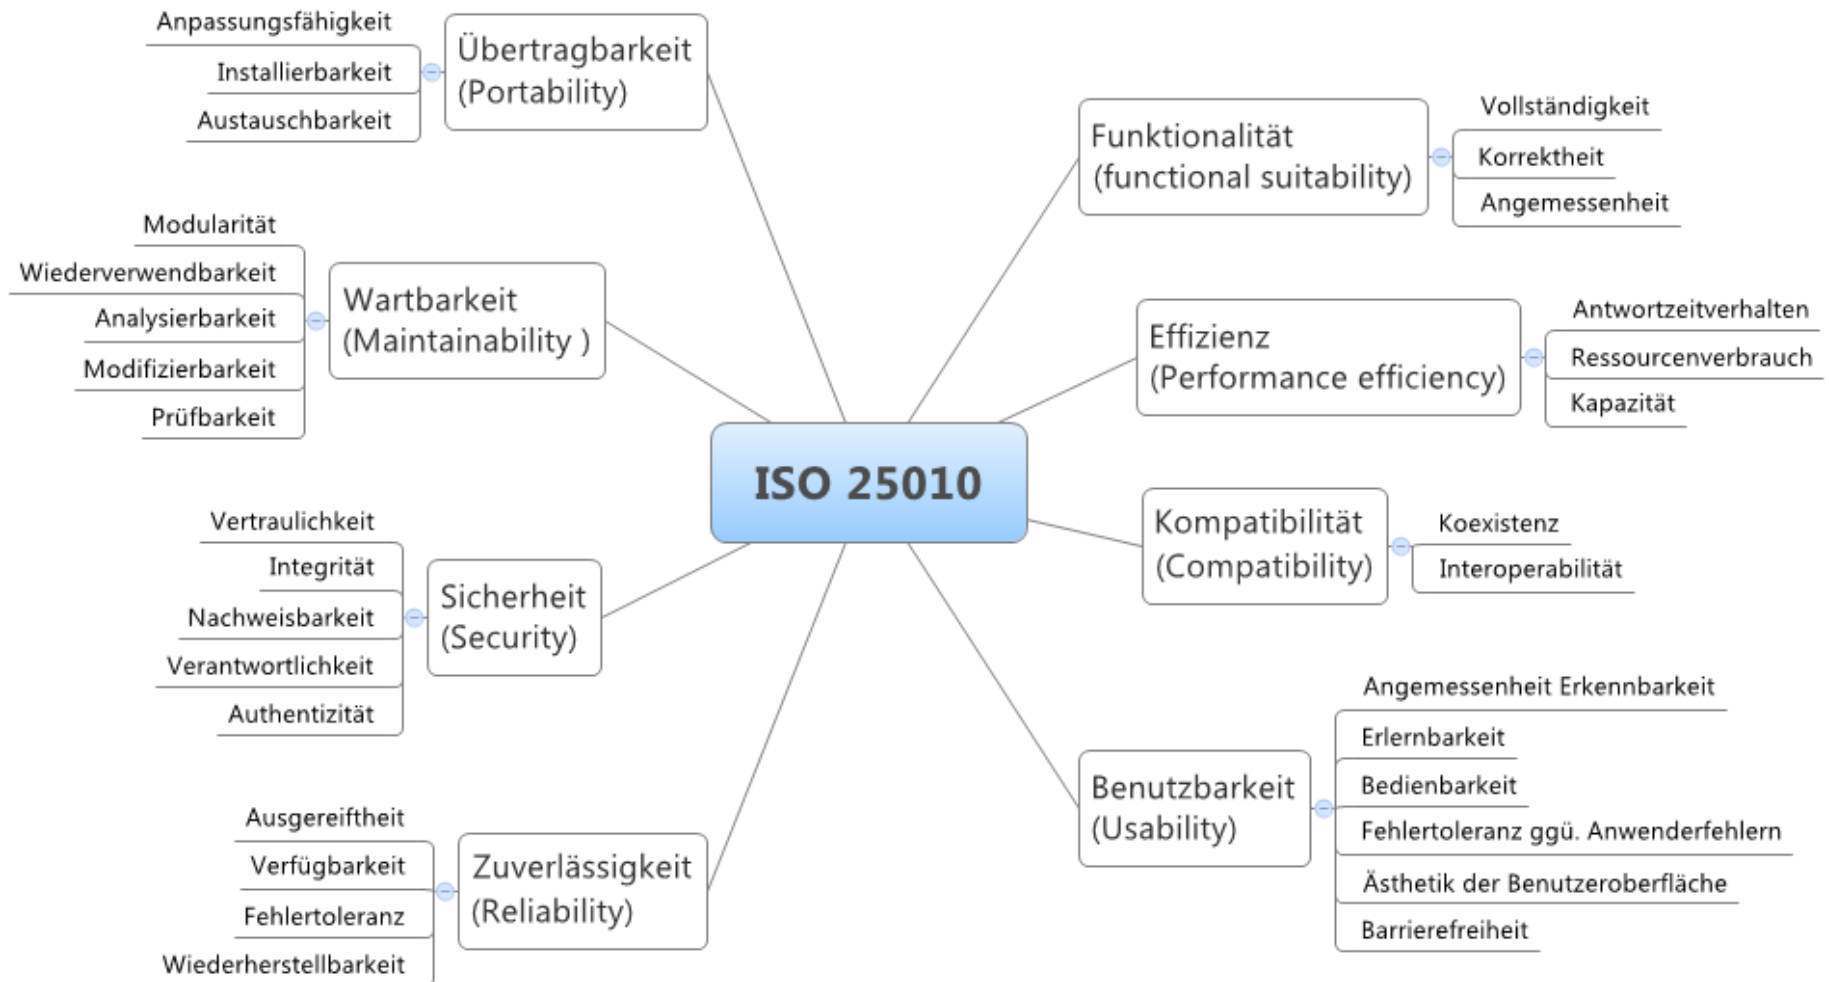 Anpassungsfähigkeit
Installierbarkeit
Austauschbarkeit
Übertragbarkeit
(Portability)
Modularität
Wiederverwendbarkeit
Analysierbarkeit
Modifizierbarkeit
Prüfbarkeit
Wartbarkeit
(Maintainability )
Vertraulichkeit
Integrität
Nachweisbarkeit
Verantwortlichkeit
Authentizität
Sicherheit
(Security)
Ausgereiftheit
Verfügbarkeit
Fehlertoleranz
Wiederherstellbarkeit
Zuverlässigkeit
(Reliability)
ISO 25010
Funktionalität
(functional suitability)
Vollständigkeit
Korrektheit
Angemessenheit
Effizienz
(Performance efficiency)
Antwortzeitverhalten
Ressourcenverbrauch
Kapazität
Kompatibilität
(Compatibility)
Koexistenz
Interoperabilität
Benutzbarkeit
(Usability)
Angemessenheit Erkennbarkeit
Erlernbarkeit
Bedienbarkeit
Fehlertoleranz ggü. Anwenderfehlern
Ästhetik der Benutzeroberfläche
Barrierefreiheit